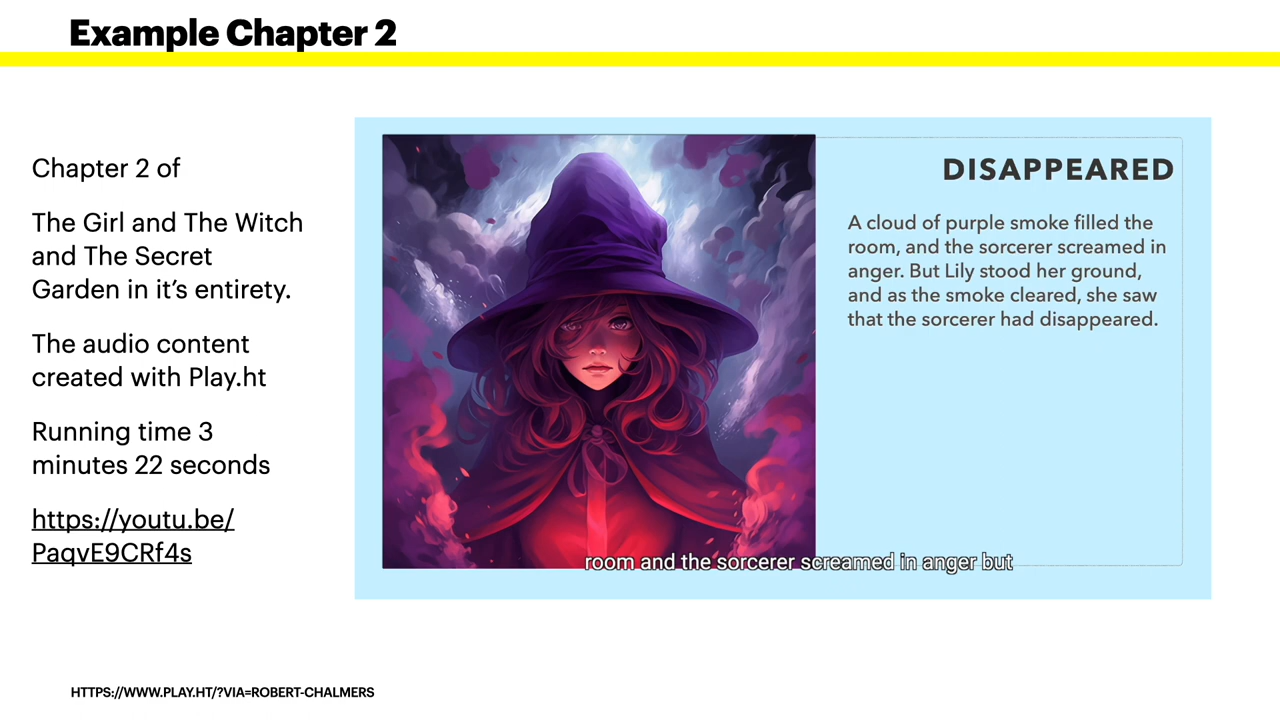 Example Chapter 2
Chapter 2 of
The Girl and The Witch
and The Secret
Garden in it’s entirety.
The audio content
created with Play.ht
Running time 3
minutes 22 seconds
https://youtu.be/
PaqvE9CRf4s
DISAPPEARED
A cloud of purple smoke filled the
room, and the sorcerer screamed in
anger. But Lily stood her ground,
and as the smoke cleared, she saw
that the sorcerer had disappeared.
room and the sorcerer screamed in anger but
HTTPS://WWW.PLAY.HT/?VIA=ROBERT-CHALMERS